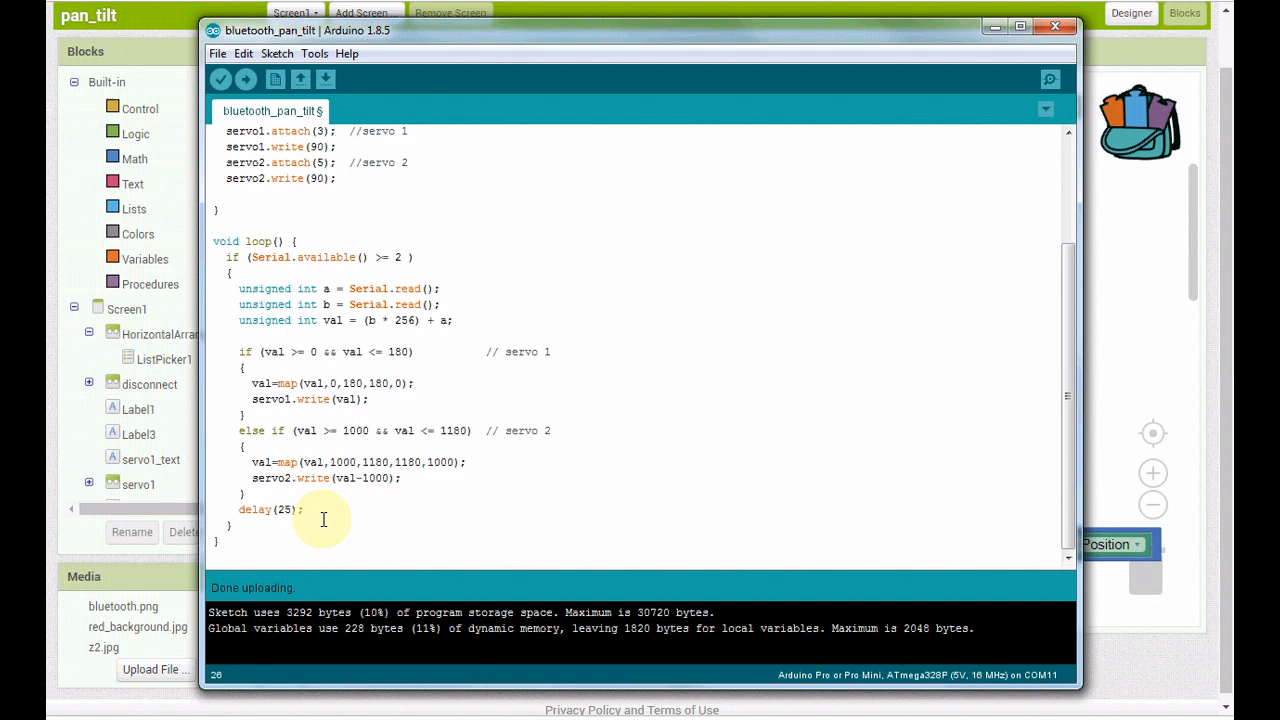 pan_tilt
Screen1
Add Screen
Remove Screen
Designer
Blocks
bluetooth_pan_tilt | Arduino 1.8.5
File Edit Sketch Tools Help
bluetooth_pan_tilt §
servo1.attach(3);  //servo 1
servo1.write(90);
servo2.attach(5);  //servo 2
servo2.write(90);
}
void loop() {
if (Serial.available() >= 2 )
{
unsigned int a = Serial.read();
unsigned int b = Serial.read();
unsigned int val = (b * 256) + a;
if (val >= 0 && val <= 180)           // servo 1
{
val=map(val,0,180,180,0);
servo1.write(val);
}
else if (val >= 1000 && val <= 1180)  // servo 2
{
val=map(val,1000,1180,1180,1000);
servo2.write(val-1000);
}
delay(25);
}
}
Done uploading.
Sketch uses 3292 bytes (10%) of program storage space. Maximum is 30720 bytes.
Global variables use 228 bytes (11%) of dynamic memory, leaving 1820 bytes for local variables. Maximum is 2048 bytes.
26
Arduino Pro or Pro Mini, ATmega328P (5V, 16 MHz) on COM11
Blocks
Built-in
Control
Logic
Math
Text
Lists
Colors
Variables
Procedures
Screen1
HorizontalArrar
ListPicker1
disconnect
Label1
Label3
servo1_text
servo1
Rename
Delete
Media
bluetooth.png
red_background.jpg
z2.jpg
Upload File ...
Position
Privacy Policy and Terms of Use